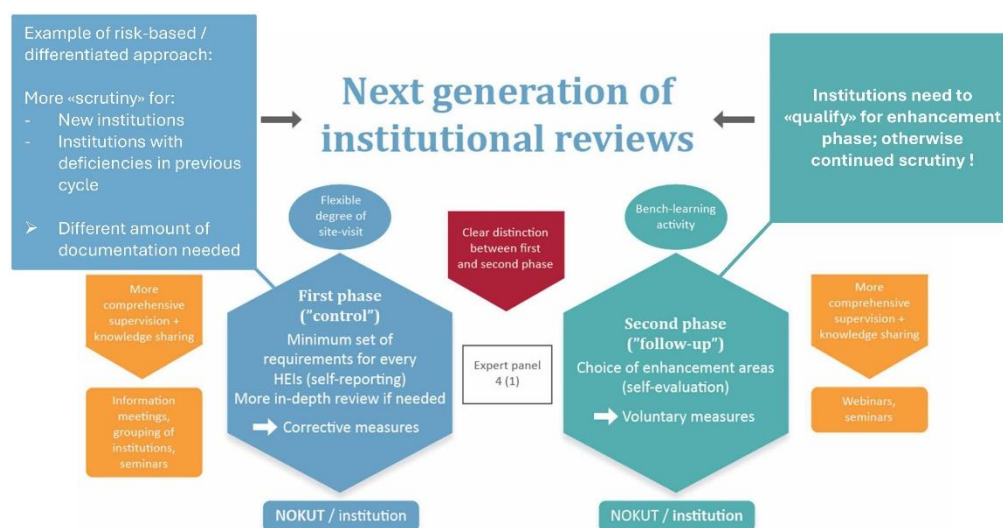 Example of risk-based /
differentiated approach:
More «scrutiny» for:
- New institutions
- Institutions with
deficiencies in previous
cycle
➢ Different amount of
documentation needed
Next generation of
institutional reviews
Institutions need to
«qualify» for enhancement
phase; otherwise
continued scrutiny !
Flexible
degree of
site-visit
Clear distinction
between first
and second phase
Bench-learning
activity
More
comprehensive
supervision +
knowledge sharing
Information
meetings,
grouping of
institutions,
seminars
First phase
("control")
Minimum set of
requirements for every
HEIs (self-reporting)
More in-depth review if needed
Corrective measures
NOKUT / institution
Expert panel
4 (1)
Second phase
("follow-up")
Choice of enhancement areas
(self-evaluation)
Voluntary measures
NOKUT / institution
More
comprehensive
supervision +
knowledge sharing
Webinars,
seminars